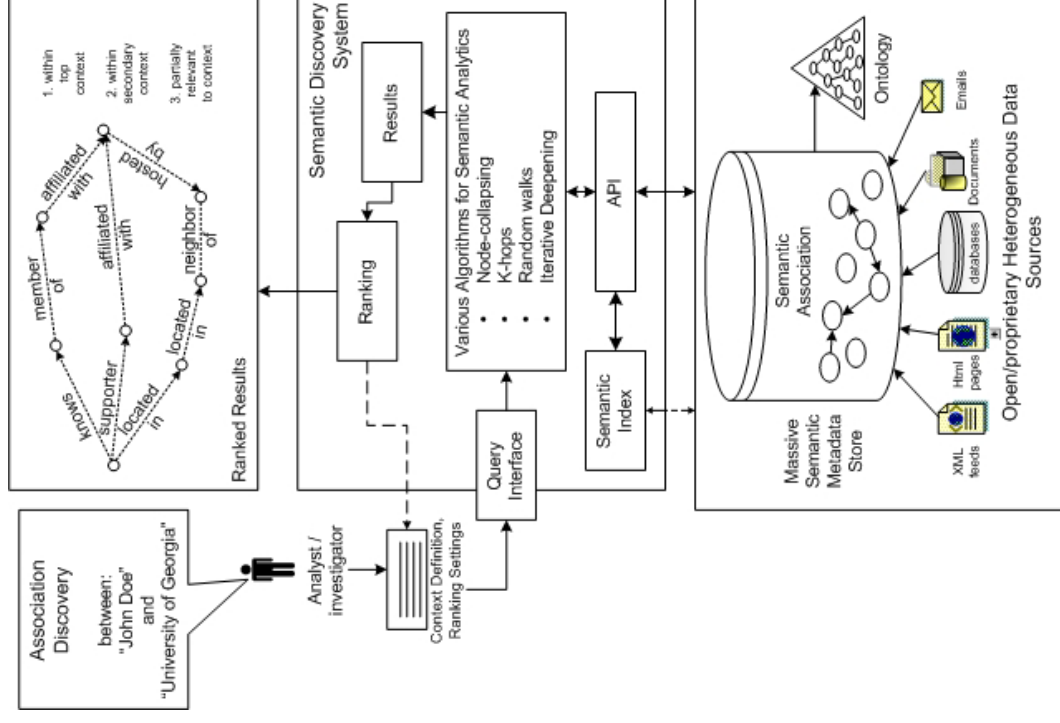 Association
Discovery
between:
"John Doe"
and
"University of Georgia"
Analyst /
investigator
Context Definition,
Ranking Settings
Ranked Results
knows
member
of
affiliated
with
supporter
affiliated
with
located
in
located
in
neighbor
of
hosted
by
1. within
top
context
2. within
secondary
context
3. partially
relevant
to context
Semantic Discovery
System
Query
Interface
Ranking
Results
Various Algorithms for Semantic Analytics
• Node-collapsing
• K-hops
• Random walks
• Iterative Deepening
Semantic
Index
API
Massive
Semantic
Metadata
Store
Semantic
Association
Ontology
XML
feeds
Html
pages
databases
Documents
Emails
Open/proprietary Heterogeneous Data
Sources